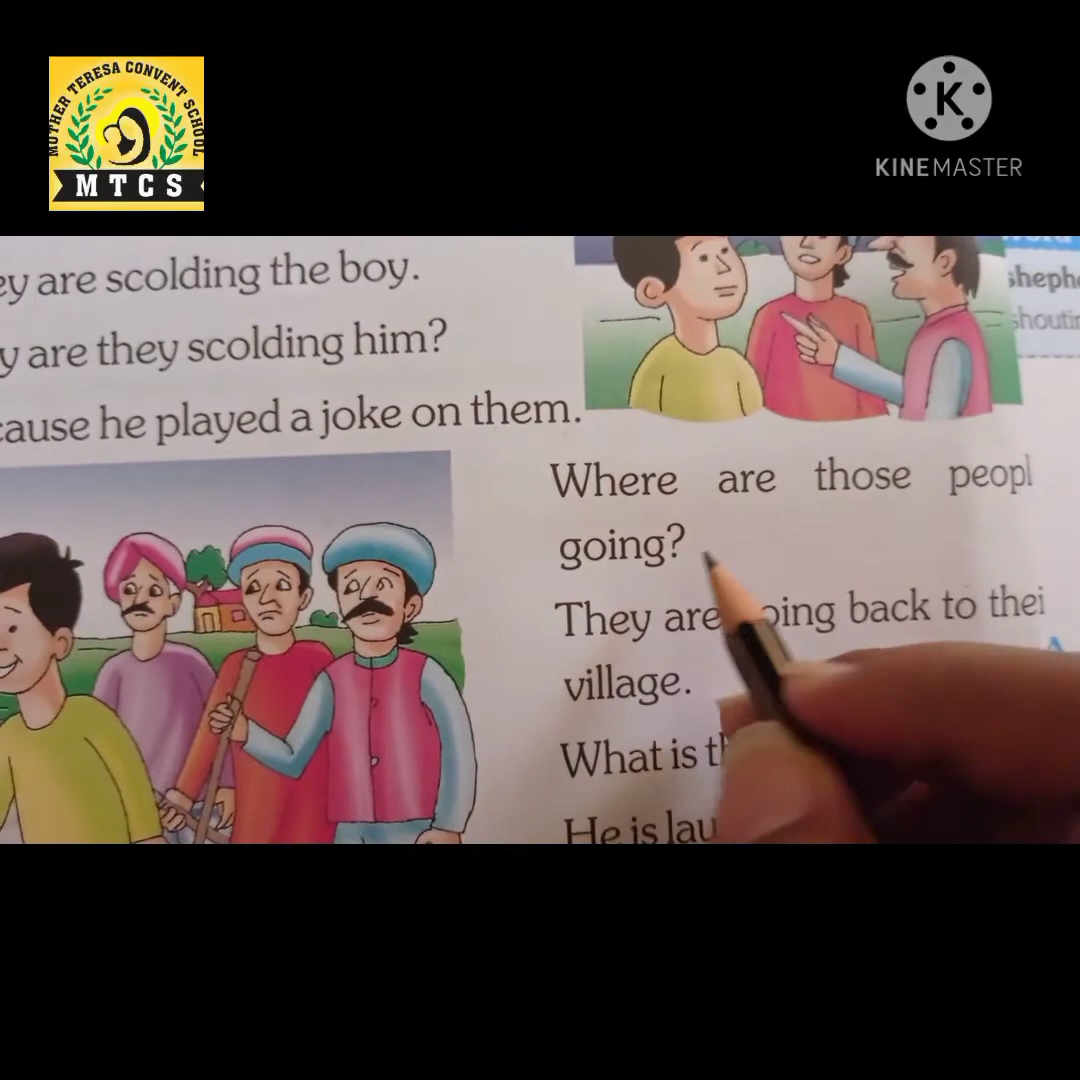 MOTHER TERESA CONVENT SCHOOL
MTCS
K
KINEMASTER
ey are scolding the boy.
y are they scolding him?
cause he played a joke on them.
sheph
shoutin
Where are those peopl
going?
They are oing back to thei
village.
What is th
He is lau